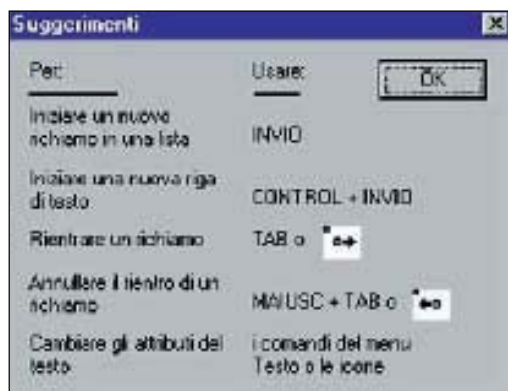 Suggerimenti
Per:
Usare:
OK
Iniziare un nuovo
richiamo in una lista
INVIO
Iniziare una nuova riga
di testo
CONTROL + INVIO
Rientrare un richiamo
TAB o
Annullare il rientro di un
richiamo
MAIUSC + TAB o
Cambiare gli attributi del
testo
i comandi del menu
Testo o le icone